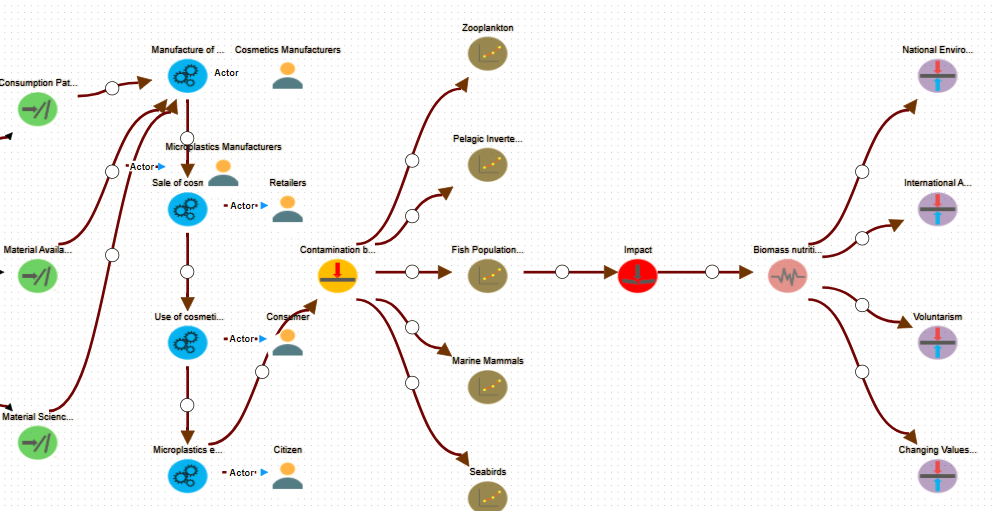 Zooplankton
Manufacture of ...
Cosmetics Manufacturers
National Enviro...
Actor
Consumption Pat...
Pelagic Inverte...
Microplastics Manufacturers
Actor
Sale of cosm
Retailers
International A...
Actor
Material Availa...
Contamination b...
Fish Population...
Impact
Biomass nutriti...
Use of cosmeti...
Consumer
Voluntarism
Actor
Marine Mammals
Material Scienc...
Microplastics e...
Citizen
Changing Values...
Actor
Seabirds